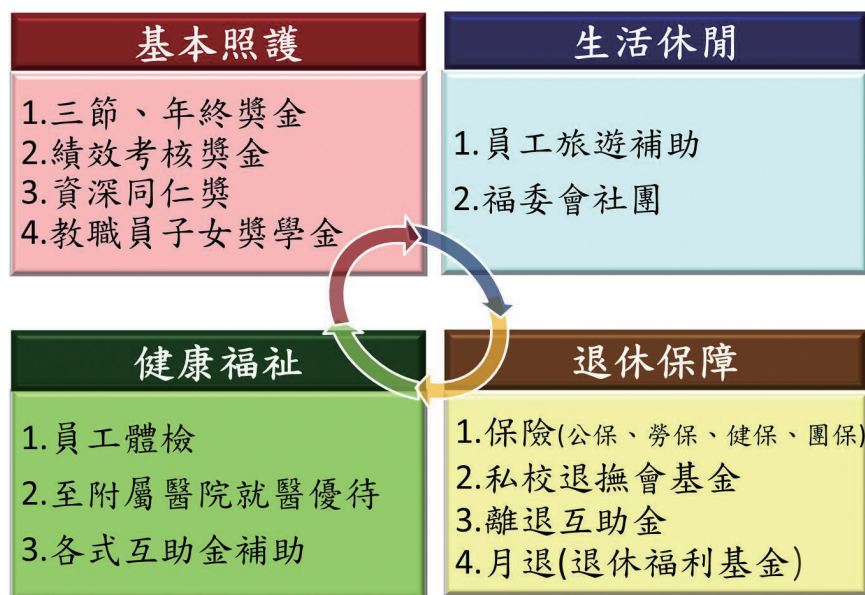 基本照護
1.三節、年終獎金
2.績效考核獎金
3.資深同仁獎
4.教職員子女獎學金
生活休閒
1.員工旅遊補助
2.福委會社團
健康福祉
1.員工體檢
2.至附屬醫院就醫優待
3.各式互助金補助
退休保障
1.保險(公保、勞保、健保、團保)
2.私校退撫會基金
3.離退互助金
4.月退(退休福利基金)